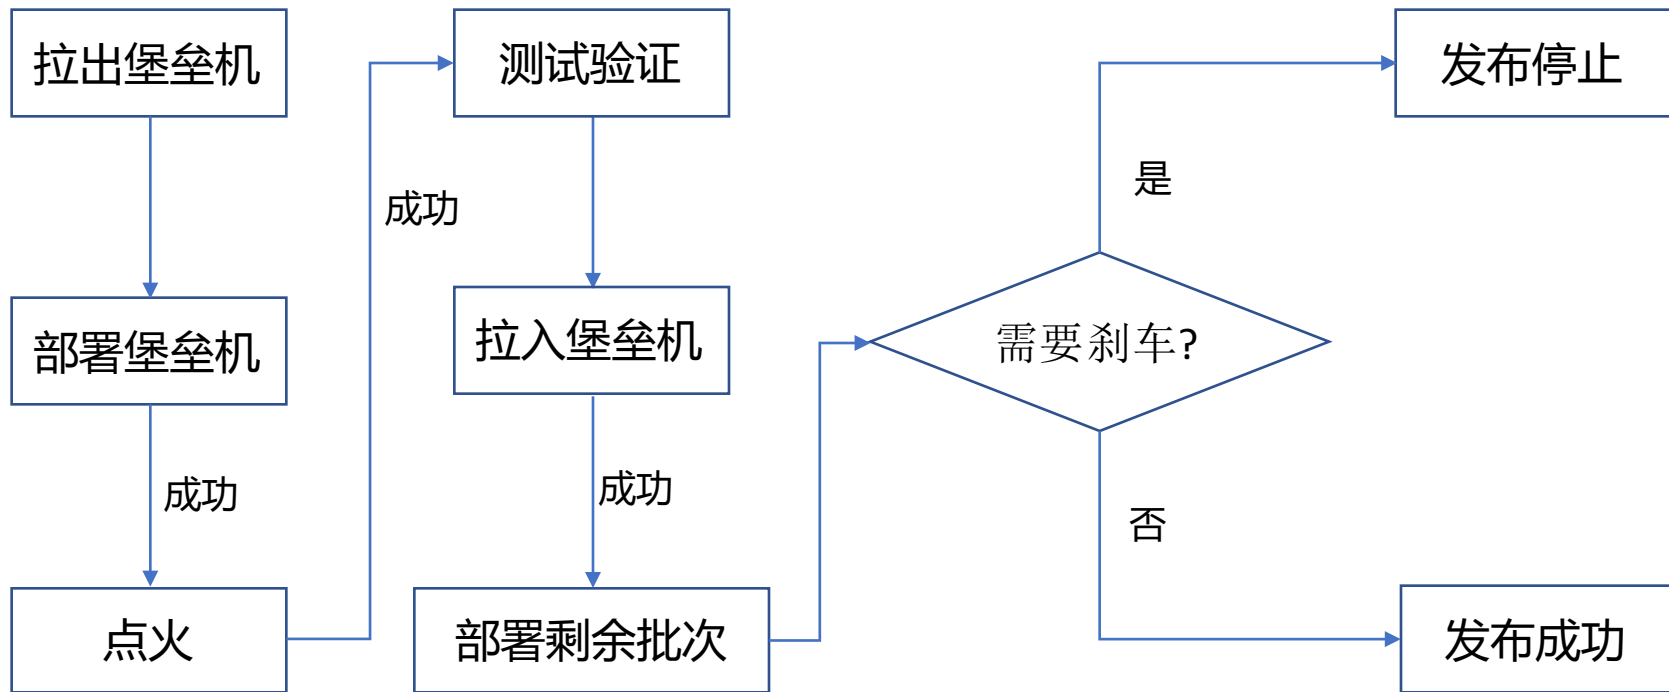 拉出堡垒机
部署堡垒机
成功
点火
成功
测试验证
拉入堡垒机
成功
部署剩余批次
需要刹车?
是
发布停止
否
发布成功